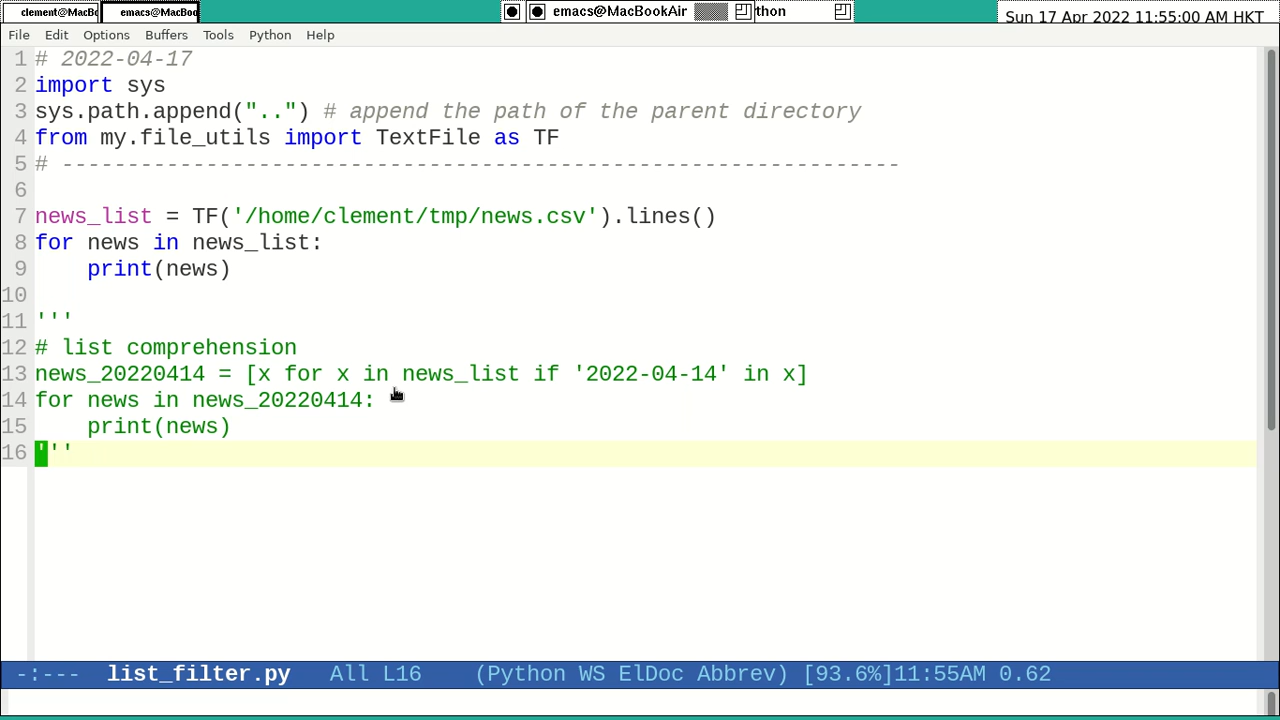 clement@MacBo emacs@MacBoo emacs@MacBookAir thon Sun 17 Apr 2022 11:55:00 AM HKT
File Edit Options Buffers Tools Python Help
1 # 2022-04-17
2 import sys
3 sys.path.append("..") # append the path of the parent directory
4 from my.file_utils import TextFile as TF
5 # ----------------------------------------------------------------
6
7 news_list = TF('/home/clement/tmp/news.csv').lines()
8 for news in news_list:
9     print(news)
10
11 '''
12 # list comprehension
13 news_20220414 = [x for x in news_list if '2022-04-14' in x]
14 for news in news_20220414:
15     print(news)
16 '''
-:--- list_filter.py All L16 (Python WS ElDoc Abbrev) [93.6%]11:55AM 0.62